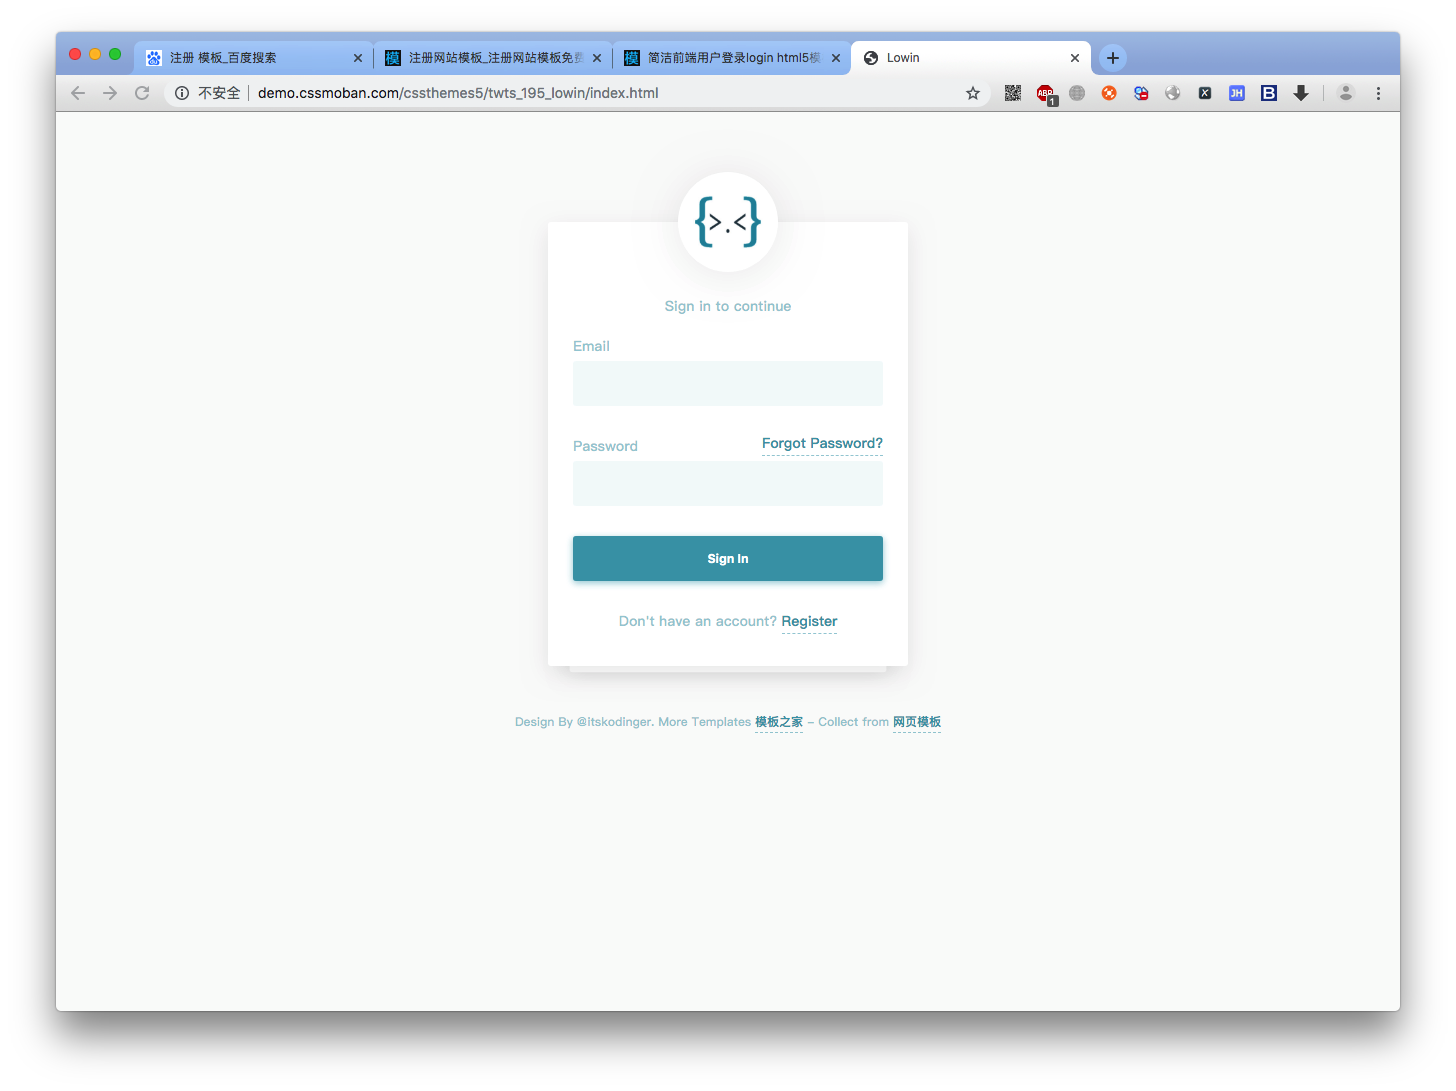 注册 模板_百度搜索
注册网站模板_注册网站模板免费
简洁前端用户登录login html5模
Lowin
不安全
demo.cssmoban.com/cssthemes5/twts_195_lowin/index.html
ABP
1
JH
B
{>.<}
Sign in to continue
Email
Password
Forgot Password?
Sign In
Don't have an account? Register
Design By @itskodinger. More Templates 模板之家 – Collect from 网页模板